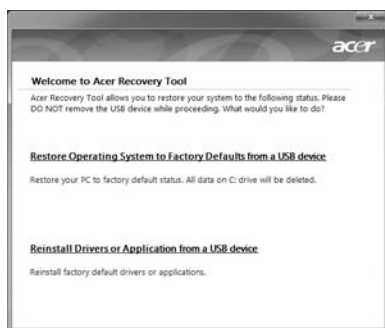 acer
Welcome to Acer Recovery Tool
Acer Recovery Tool allows you to restore your system to the following status. Please
DO NOT remove the USB device while proceeding. What would you like to do?
Restore Operating System to Factory Defaults from a USB device
Restore your PC to factory default status. All data on C: drive will be deleted.
Reinstall Drivers or Application from a USB device
Reinstall factory default drivers or applications.